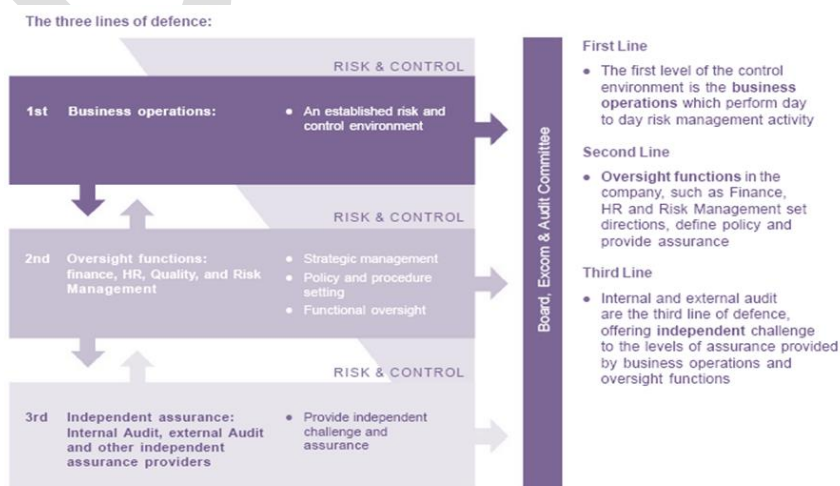 The three lines of defence:
RISK & CONTROL
1st Business operations:
• An established risk and
control environment
RISK & CONTROL
2nd Oversight functions:
finance, HR, Quality, and Risk
Management
• Strategic management
• Policy and procedure
setting
• Functional oversight
RISK & CONTROL
3rd Independent assurance:
Internal Audit, external Audit
and other independent
assurance providers
• Provide independent
challenge and
assurance
Board, Excom & Audit Committee
First Line
• The first level of the control
environment is the business
operations which perform day
to day risk management activity
Second Line
• Oversight functions in the
company, such as Finance,
HR and Risk Management set
directions, define policy and
provide assurance
Third Line
• Internal and external audit
are the third line of defence,
offering independent challenge
to the levels of assurance provided
by business operations and
oversight functions